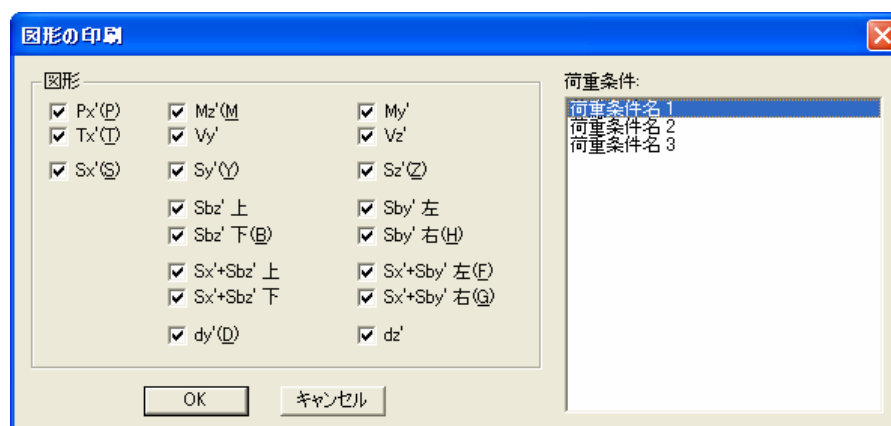 図形の印刷
図形
荷重条件:
Px'(P) Mz'(M My'
Tx'(T) Vy' Vz'
Sx'(S) Sy'(Y) Sz'(Z)
Sbz' 上 Sby' 左
Sbz' 下(B) Sby' 右(H)
Sx'+Sbz' 上 Sx'+Sby' 左(F)
Sx'+Sbz' 下 Sx'+Sby' 右(G)
dy'(D) dz'
荷重条件名 1
荷重条件名 2
荷重条件名 3
OK キャンセル